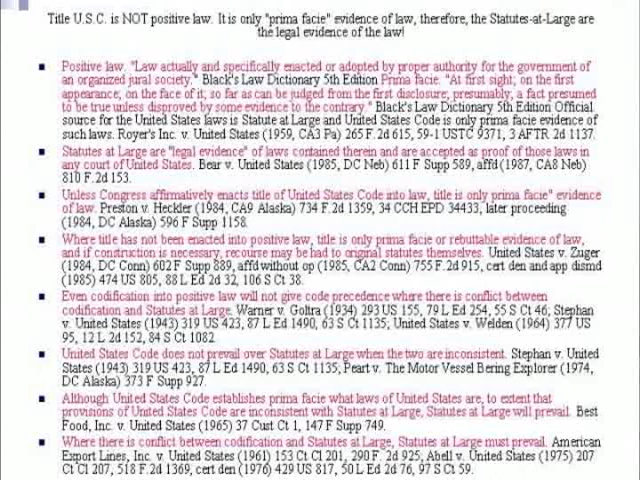 Title U.S.C. is NOT positive law. It is only "prima facie" evidence of law, therefore, the Statutes-at-Large are
the legal evidence of the law!
Positive law. "Law actually and specifically enacted or adopted by proper authority for the government of
an organized jural society." Black's Law Dictionary 5th Edition Prima facie. "At first sight; on the first
appearance; on the face of it; so far as can be judged from the first disclosure; presumably; a fact presumed
to be true unless disproved by some evidence to the contrary." Black's Law Dictionary 5th Edition Official
source for the United States laws is Statute at Large and United States Code is only prima facie evidence of
such laws. Royer's Inc. v. United States (1959, CA3 Pa) 265 F.2d 615, 59-1 USTC 9371, 3 AFTR 2d 1137.
Statutes at Large are "legal evidence" of laws contained therein and are accepted as proof of those laws in
any court of United States. Bear v. United States (1985, DC Neb) 611 F Supp 589, affd (1987, CA8 Neb)
810 F.2d 153.
Unless Congress affirmatively enacts title of United States Code into law, title is only prima facie" evidence
of law. Preston v. Heckler (1984, CA9 Alaska) 734 F.2d 1359, 34 CCH EPD 34433, later proceeding
(1984, DC Alaska) 596 F Supp 1158.
Where title has not been enacted into positive law, title is only prima facie or rebuttable evidence of law,
and if construction is necessary, recourse may be had to original statutes themselves. United States v. Zuger
(1984, DC Conn) 602 F Supp 889, affd without op (1985, CA2 Conn) 755 F.2d 915, cert den and app dismd
(1985) 474 US 805, 88 L Ed 2d 32, 106 S Ct 38.
Even codification into positive law will not give code precedence where there is conflict between
codification and Statutes at Large. Warner v. Goltra (1934) 293 US 155, 79 L Ed 254, 55 S Ct 46; Stephan
v. United States (1943) 319 US 423, 87 L Ed 1490, 63 S Ct 1135; United States v. Welden (1964) 377 US
95, 12 L 2d 152, 84 S Ct 1082
United States Code does not prevail over Statutes at Large when the two are inconsistent. Stephan v. United
States (1943) 319 US 423, 87 L Ed 1490, 63 S Ct 1135; Peart v. The Motor Vessel Bering Explorer (1974,
DC Alaska) 373 F Supp 927.
Although United States Code establishes prima facie what laws of United States are, to extent that
provisions of United States Code are inconsistent with Statutes at Large, Statutes at Large will prevail. Best
Food, Inc. v. United States (1965) 37 Cust Ct 1, 147 F Supp 749.
Where there is conflict between codification and Statutes at Large, Statutes at Large must prevail. American
Export Lines, Inc. v. United States (1961) 153 Ct Cl 201, 290 F. 2d 925; Abell v. United States (1975) 207
Ct Cl 207, 518 F.2d 1369, cert den (1976) 429 US 817, 50 L Ed 2d 76, 97 S Ct 59.